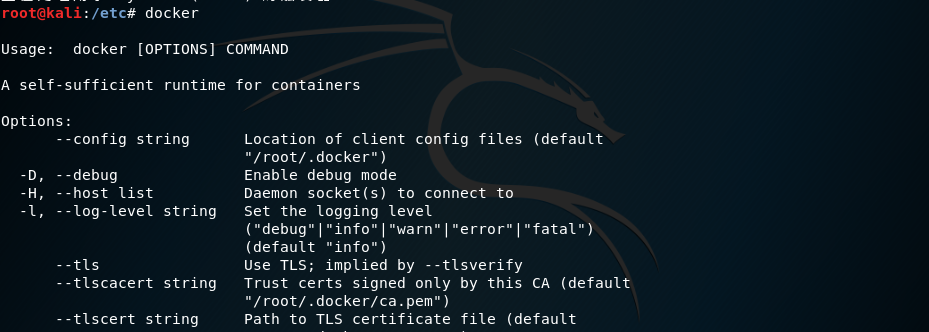 root@kali:/etc# docker
Usage:  docker [OPTIONS] COMMAND
A self-sufficient runtime for containers
Options:
      --config string      Location of client config files (default
                           "/root/.docker")
  -D, --debug              Enable debug mode
  -H, --host list          Daemon socket(s) to connect to
  -l, --log-level string   Set the logging level
                           ("debug"|"info"|"warn"|"error"|"fatal")
                           (default "info")
      --tls                Use TLS; implied by --tlsverify
      --tlscacert string   Trust certs signed only by this CA (default
                           "/root/.docker/ca.pem")
      --tlscert string     Path to TLS certificate file (default